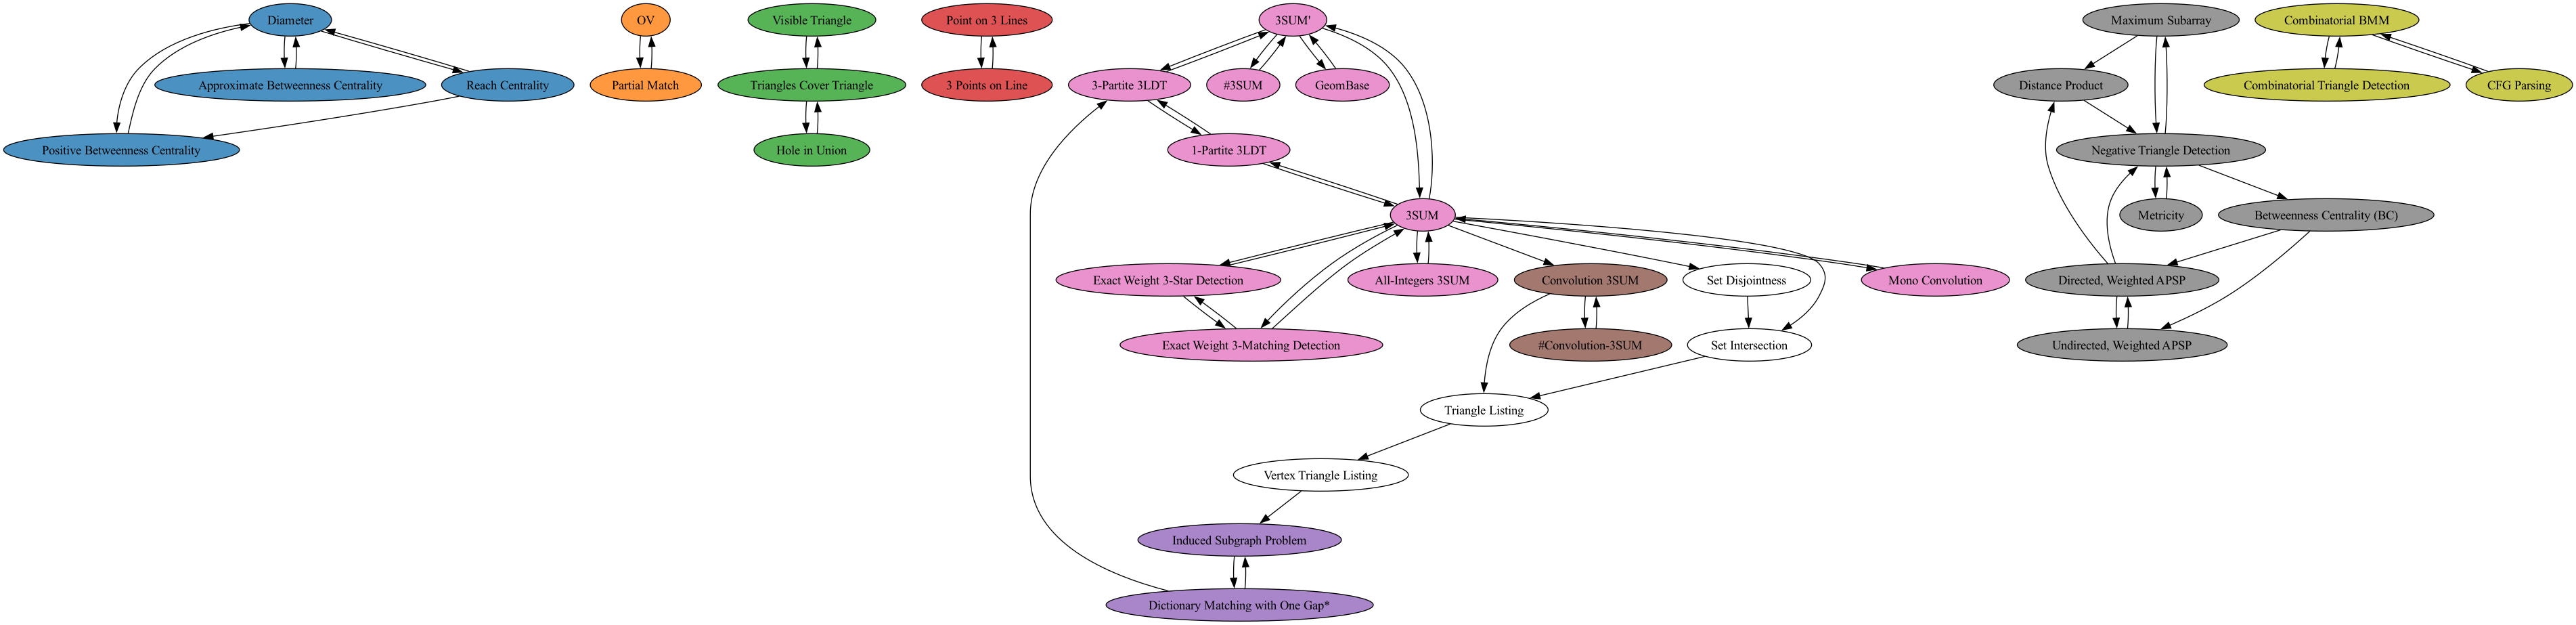 Diameter
OV
Visible Triangle
Point on 3 Lines
3SUM'
Maximum Subarray
Combinatorial BMM
Approximate Betweenness Centrality
Reach Centrality
Partial Match
Triangles Cover Triangle
3 Points on Line
3-Partite 3LDT
#3SUM
GeomBase
Distance Product
Combinatorial Triangle Detection
CFG Parsing
Positive Betweenness Centrality
Hole in Union
1-Partite 3LDT
Negative Triangle Detection
3SUM
Metricity
Betweenness Centrality (BC)
Exact Weight 3-Star Detection
All-Integers 3SUM
Convolution 3SUM
Set Disjointness
Mono Convolution
Directed, Weighted APSP
Exact Weight 3-Matching Detection
#Convolution-3SUM
Set Intersection
Undirected, Weighted APSP
Triangle Listing
Vertex Triangle Listing
Induced Subgraph Problem
Dictionary Matching with One Gap*